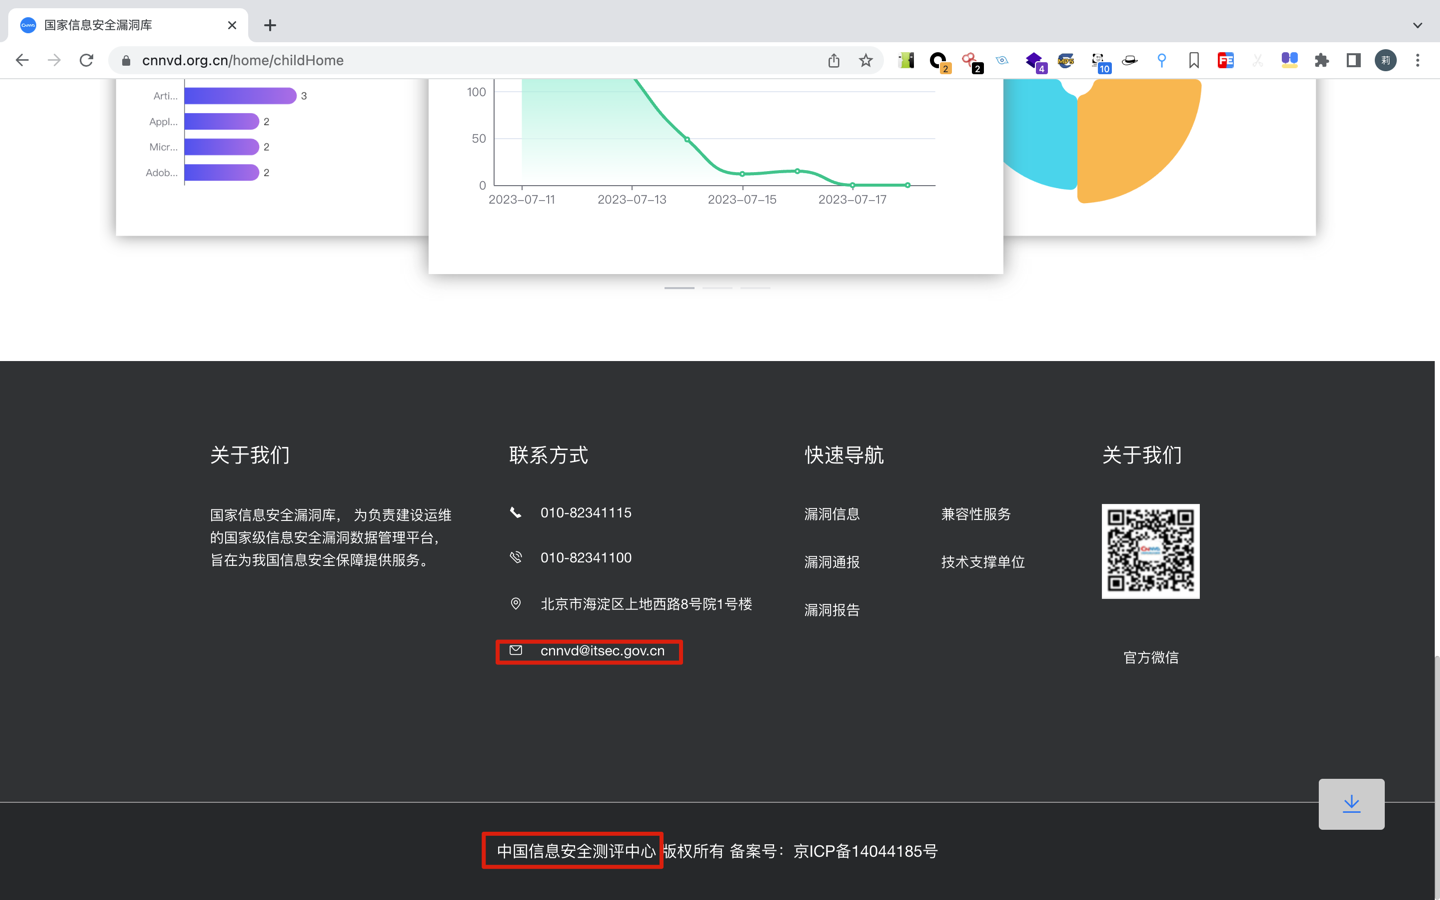 国家信息安全漏洞库
cnnvd.org.cn/home/childHome
2
2
4
10
莉
Arti... 3
Appl... 2
Micr... 2
Adob... 2
100
50
0
2023-07-11 2023-07-13 2023-07-15 2023-07-17
关于我们
国家信息安全漏洞库， 为负责建设运维
的国家级信息安全漏洞数据管理平台，
旨在为我国信息安全保障提供服务。
联系方式
010-82341115
010-82341100
北京市海淀区上地西路8号院1号楼
cnnvd@itsec.gov.cn
快速导航
漏洞信息 兼容性服务
漏洞通报 技术支撑单位
漏洞报告
关于我们
官方微信
中国信息安全测评中心 版权所有 备案号：京ICP备14044185号